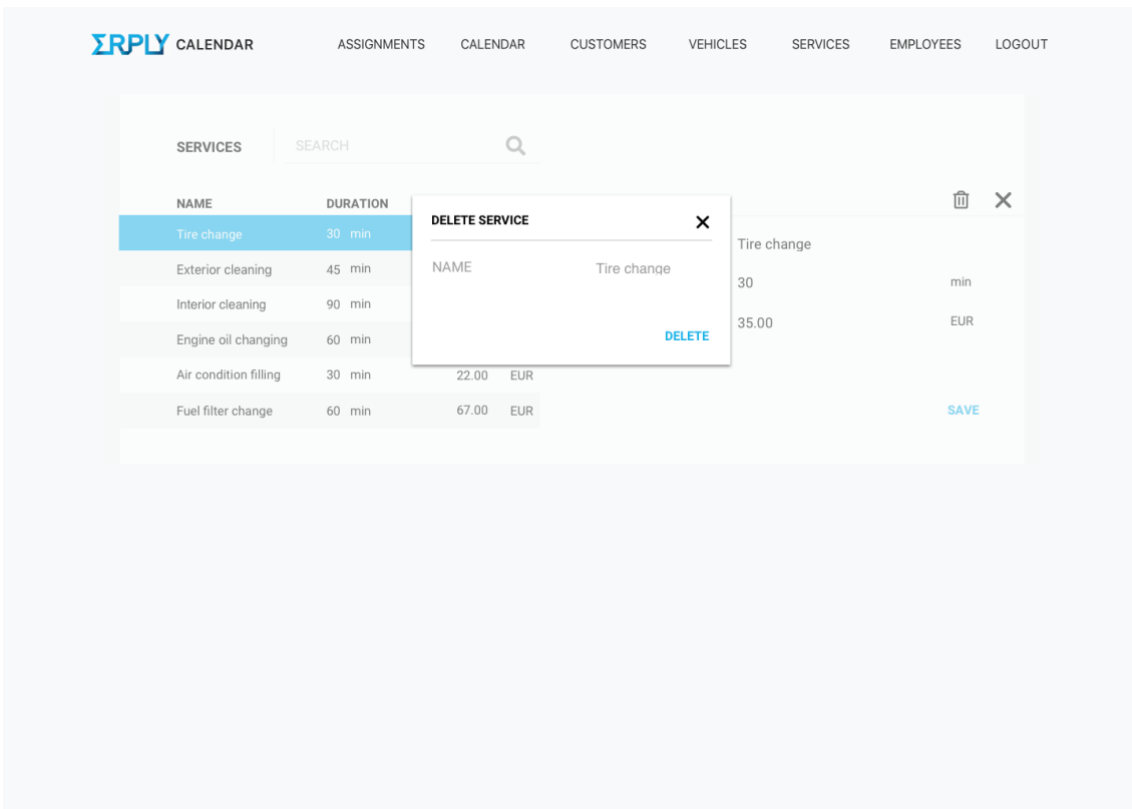 ΣRPLY CALENDAR ASSIGNMENTS CALENDAR CUSTOMERS VEHICLES SERVICES EMPLOYEES LOGOUT
SERVICES SEARCH
NAME DURATION
DELETE SERVICE
Tire change 30 min
Tire change
Exterior cleaning 45 min
NAME Tire change
30 min
Interior cleaning 90 min
35.00 EUR
Engine oil changing 60 min
DELETE
Air condition filling 30 min 22.00 EUR
Fuel filter change 60 min 67.00 EUR
SAVE